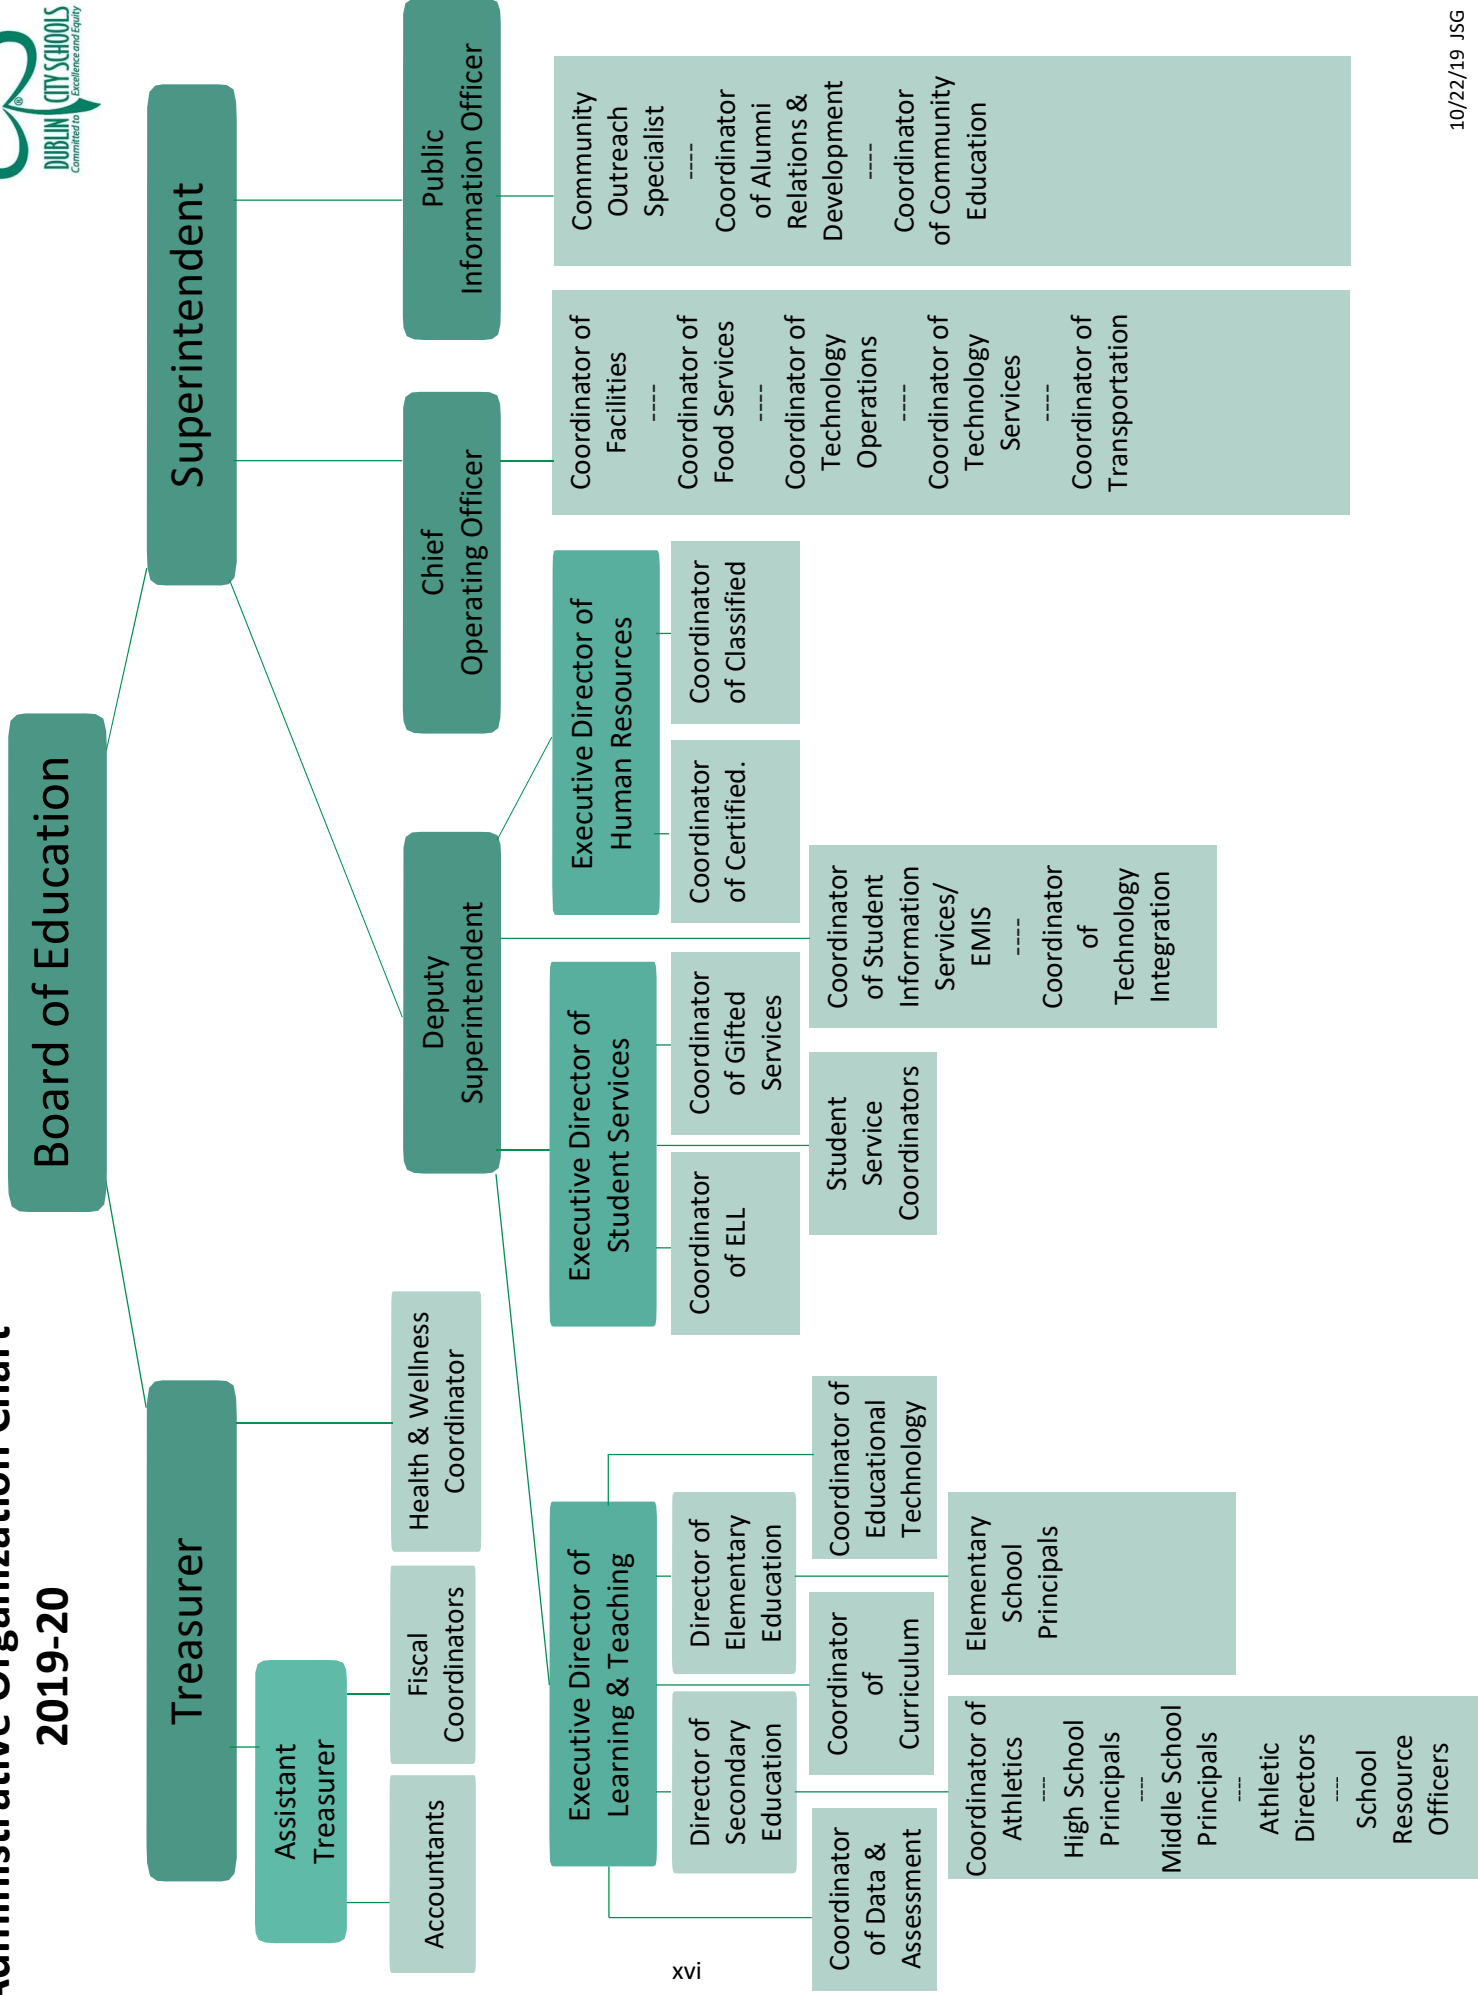 Administrative Organization Chart
2019-20
DUBLIN CITY SCHOOLS
Committed to Excellence and Equity
®
Board of Education
Treasurer
Superintendent
Assistant
Treasurer
Accountants
Fiscal
Coordinators
Health & Wellness
Coordinator
Deputy
Superintendent
Chief
Operating Officer
Public
Information Officer
Executive Director of
Learning & Teaching
Executive Director of
Student Services
Executive Director of
Human Resources
Director of
Secondary
Education
Director of
Elementary
Education
Coordinator
of Data &
Assessment
Coordinator
of
Curriculum
Coordinator of
Educational
Technology
Coordinator of
Athletics
----
High School
Principals
----
Middle School
Principals
----
Athletic
Directors
----
School
Resource
Officers
Elementary
School
Principals
Coordinator
of ELL
Coordinator
of Gifted
Services
Student
Service
Coordinators
Coordinator
of Certified.
Coordinator
of Classified
Coordinator
of Student
Information
Services/
EMIS
----
Coordinator
of
Technology
Integration
Coordinator of
Facilities
----
Coordinator of
Food Services
----
Coordinator of
Technology
Operations
----
Coordinator of
Technology
Services
----
Coordinator of
Transportation
Community
Outreach
Specialist
----
Coordinator
of Alumni
Relations &
Development
----
Coordinator
of Community
Education
xvi
10/22/19 JSG